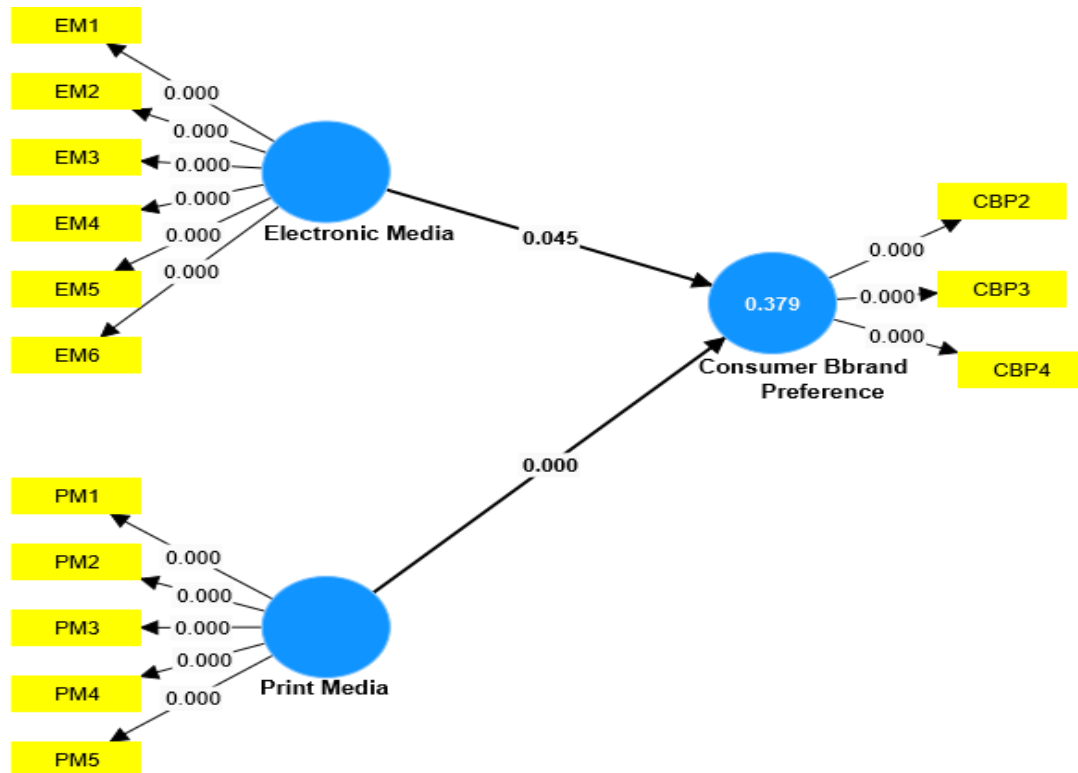 EM1
0.000
EM2
0.000
EM3
0.000
EM4
0.000
EM5
0.000
EM6
0.000
Electronic Media
0.045
CBP2
0.000
CBP3
0.000
CBP4
0.000
0.379
Consumer Bbrand
Preference
0.000
PM1
0.000
PM2
0.000
PM3
0.000
PM4
0.000
PM5
0.000
Print Media